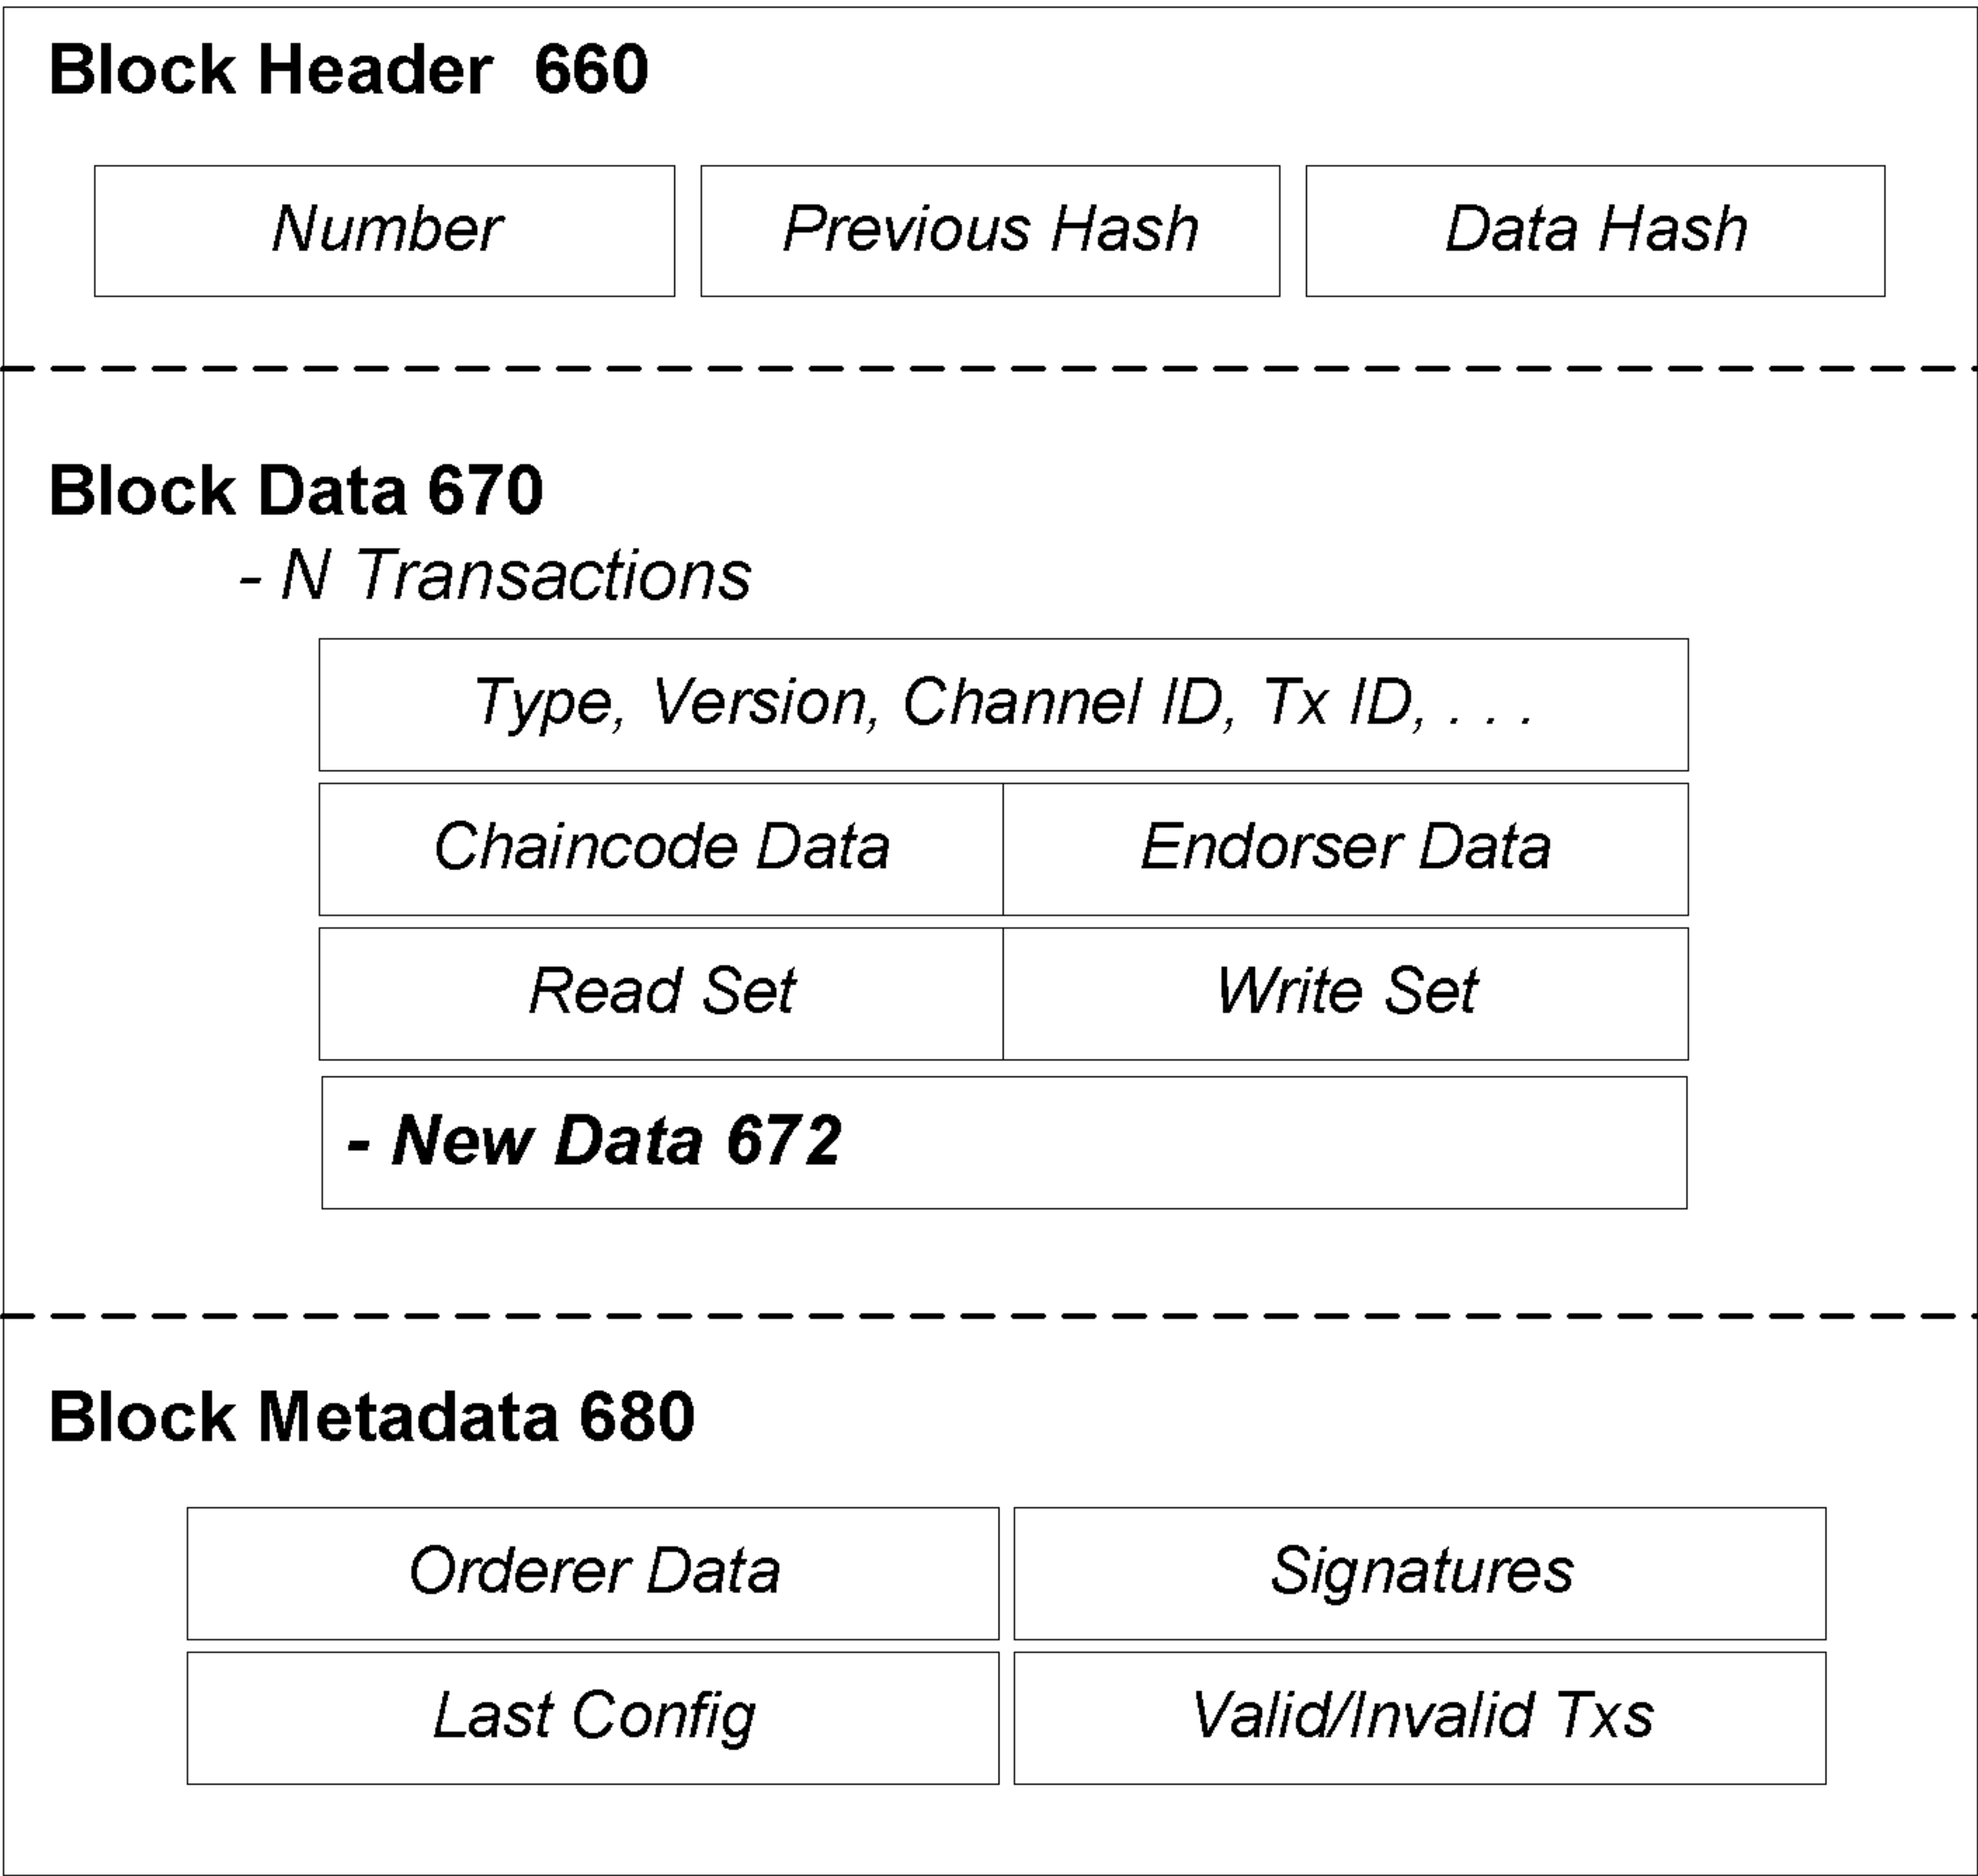 Block Header 660
Number Previous Hash Data Hash
Block Data 670
- N Transactions
Type, Version, Channel ID, Tx ID, . . .
Chaincode Data Endorser Data
Read Set Write Set
- New Data 672
Block Metadata 680
Orderer Data Signatures
Last Config Valid/Invalid Txs